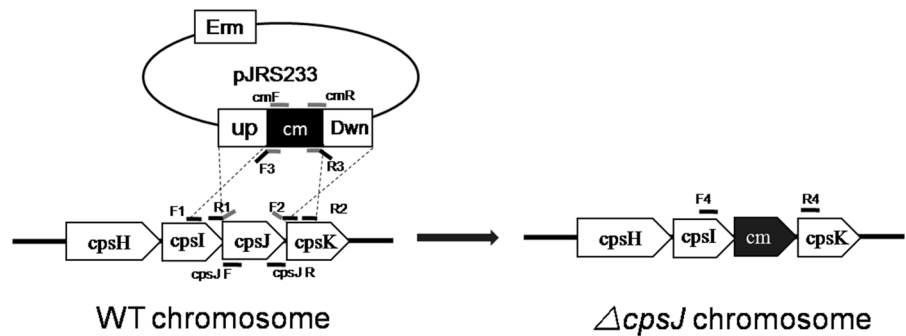 Erm
pJRS233
cmF cmR
up cm Dwn
F3 R3
F1 R1 F2 R2
cpsH cpsI cpsJ cpsK
cpsJ F cpsJ R
WT chromosome
F4 R4
cpsH cpsI cm cpsK
△cpsJ chromosome